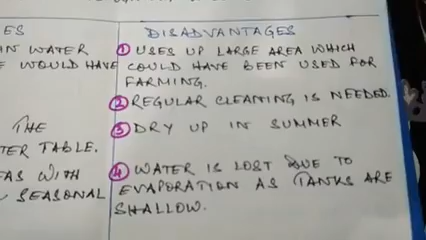 ES
IN WATER
E WOULD HAVE
THE
TER TABLE.
EAS WITH
SEASONAL
DISADVANTAGES
1 USES UP LARGE AREA WHICH
COULD HAVE BEEN USED FOR
FARMING.
2 REGULAR CLEANING IS NEEDED.
3 DRY UP IN SUMMER
4 WATER IS LOST DUE TO
EVAPORATION AS TANKS ARE
SHALLOW.